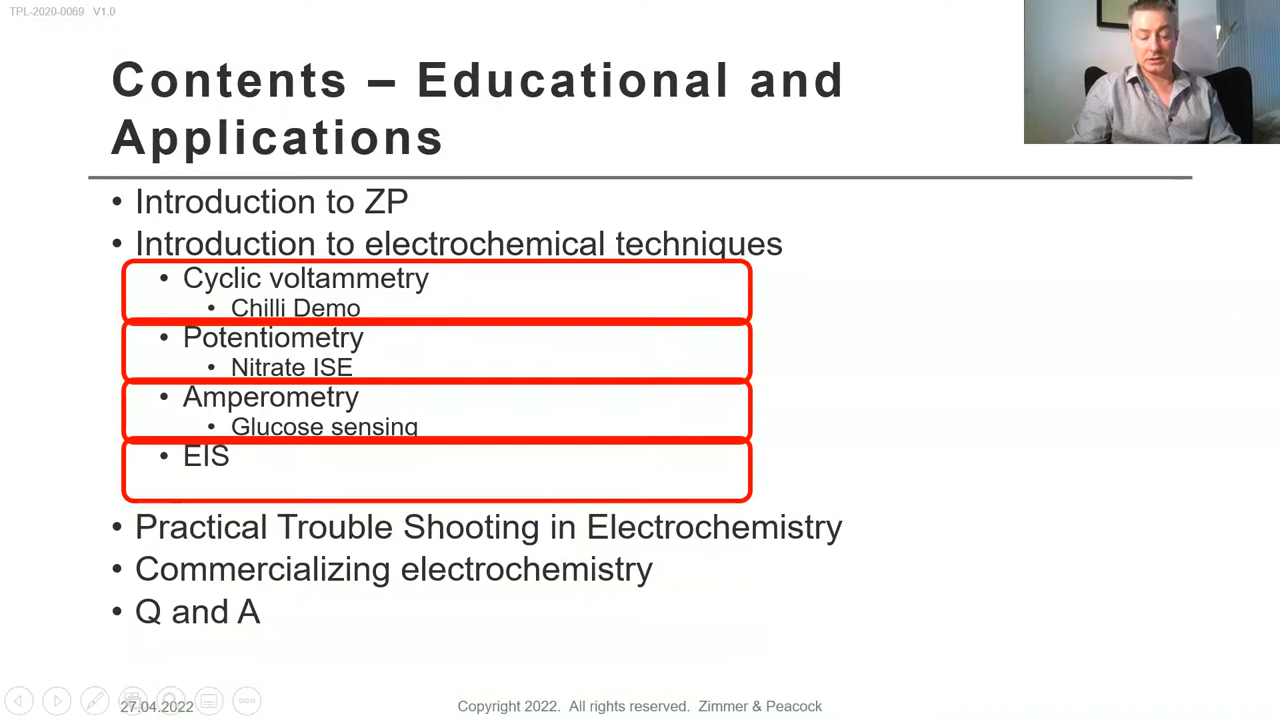 TPL-2020-0069 V1.0
Contents – Educational and
Applications
• Introduction to ZP
• Introduction to electrochemical techniques
• Cyclic voltammetry
• Chilli Demo
• Potentiometry
• Nitrate ISE
• Amperometry
• Glucose sensing
• EIS
• Practical Trouble Shooting in Electrochemistry
• Commercializing electrochemistry
• Q and A
27.04.2022
Copyright 2022. All rights reserved. Zimmer & Peacock